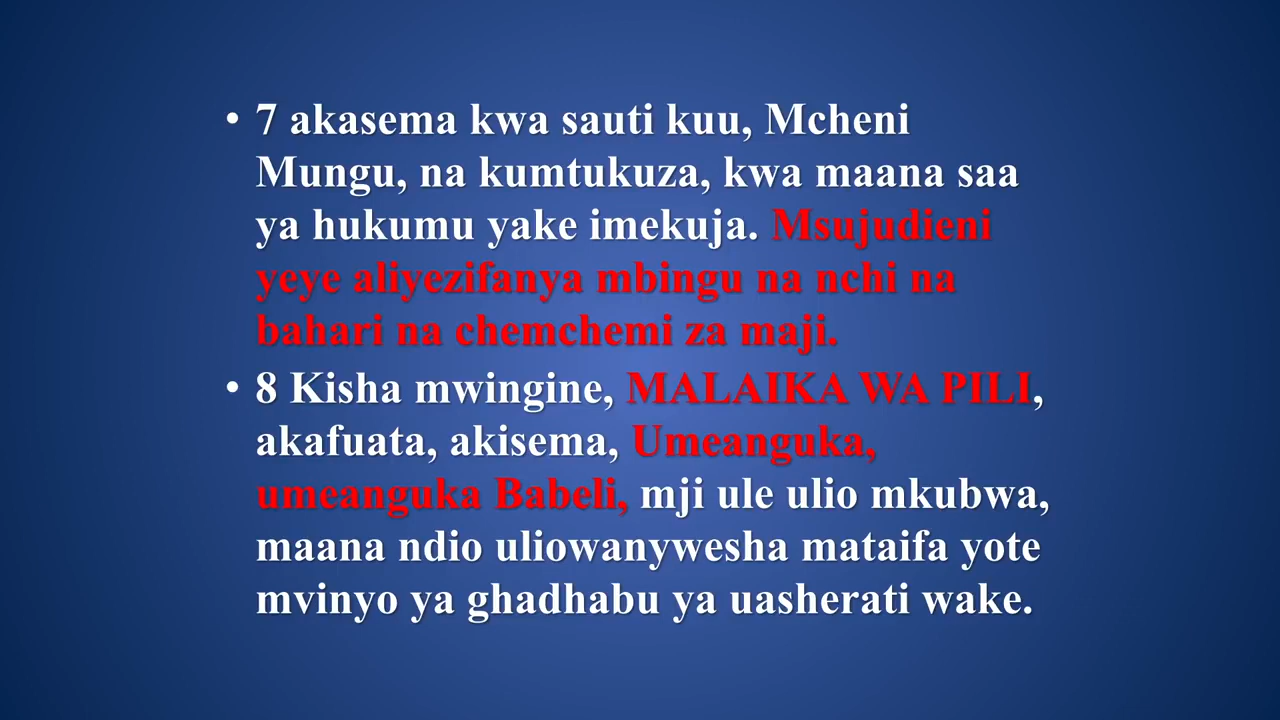 • 7 akasema kwa sauti kuu, Mcheni
Mungu, na kumtukuza, kwa maana saa
ya hukumu yake imekuja. Msujudieni
yeye aliyezifanya mbingu na nchi na
bahari na chemchemi za maji.
• 8 Kisha mwingine, MALAIKA WA PILI,
akafuata, akisema, Umeanguka,
umeanguka Babeli, mji ule ulio mkubwa,
maana ndio uliowanywesha mataifa yote
mvinyo ya ghadhabu ya uasherati wake.